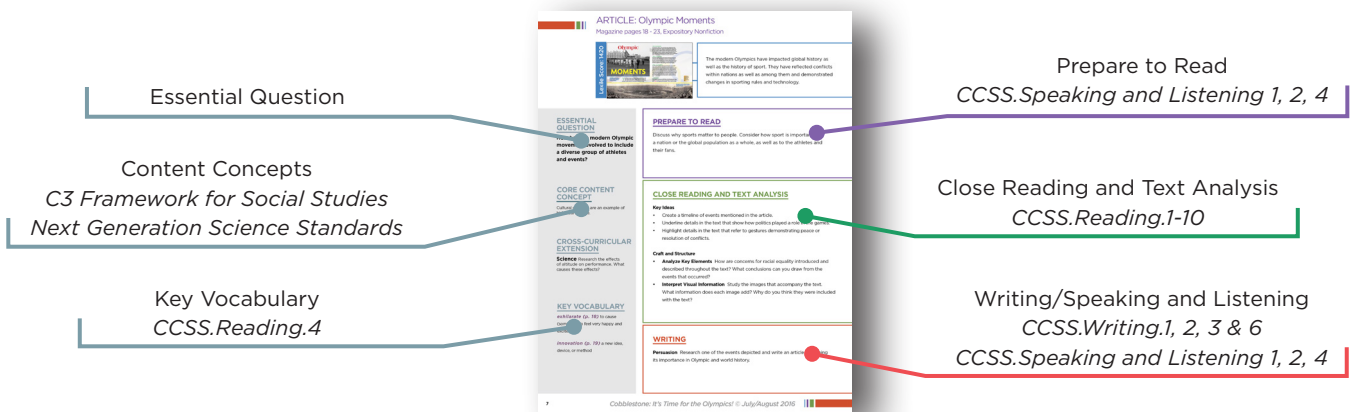 Essential Question
Content Concepts
C3 Framework for Social Studies
Next Generation Science Standards
Key Vocabulary
CCSS.Reading.4
ARTICLE: Olympic Moments
Magazine pages 18 - 23, Expository Nonfiction
Lexile Score: 1420
Olympic
MOMENTS
The modern Olympics have impacted global history as
well as the history of sport. They have reflected conflicts
within nations as well as among them and demonstrated
changes in sporting rules and technology.
ESSENTIAL
QUESTION
modern Olympic
to include
a diverse group of athletes
and events?
CORE CONTENT
CONCEPT
are an example of
CROSS-CURRICULAR
EXTENSION
Science Research the effects
of altitude on performance. What
causes these effects?
KEY VOCABULARY
exhilarate (p. 18) to cause
feel very happy and
innovation (p. 19) a new idea,
device, or method
PREPARE TO READ
Discuss why sports matter to people. Consider how sport is
a nation or the global population as a whole, as well as to the athletes and
their fans.
CLOSE READING AND TEXT ANALYSIS
Key Ideas
• Create a timeline of events mentioned in the article.
• Underline details in the text that show how politics played a
• Highlight details in the text that refer to gestures demonstrating peace or
resolution of conflicts.
Craft and Structure
• Analyze Key Elements How are concerns for racial equality introduced and
described throughout the text? What conclusions can you draw from the
events that occurred?
• Interpret Visual Information Study the images that accompany the text.
What information does each image add? Why do you think they were included
with the text?
WRITING
Persuasion Research one of the events depicted and write an article
its importance in Olympic and world history.
7
Cobblestone: It's Time for the Olympics! © July/August 2016
Prepare to Read
CCSS.Speaking and Listening 1, 2, 4
Close Reading and Text Analysis
CCSS.Reading.1-10
Writing/Speaking and Listening
CCSS.Writing.1, 2, 3 & 6
CCSS.Speaking and Listening 1, 2, 4